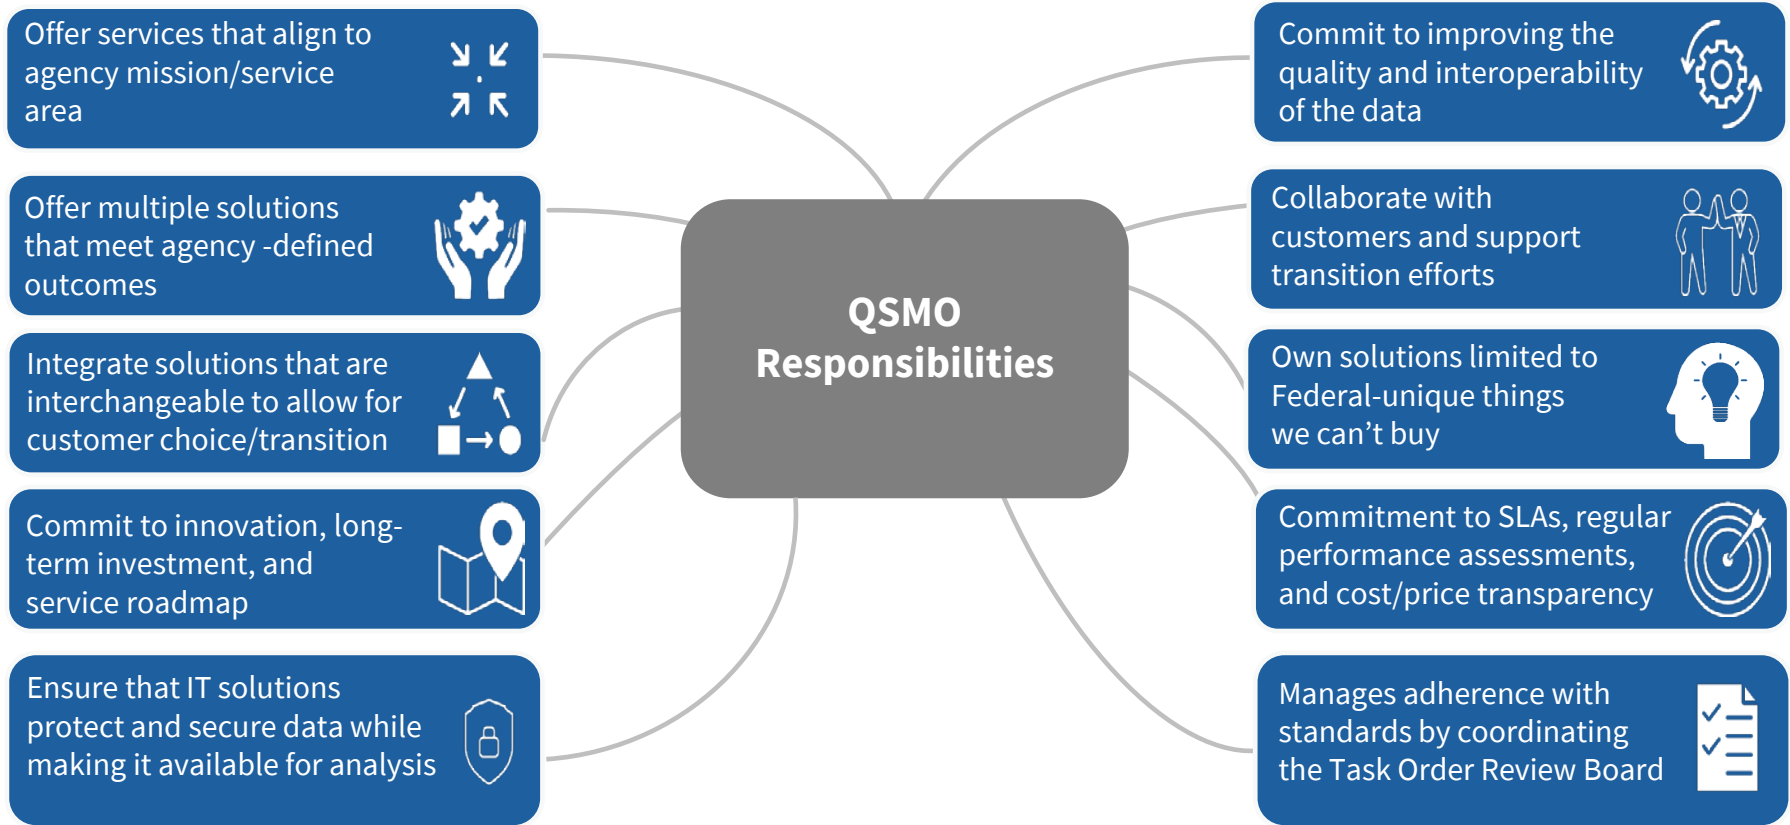 Offer services that align to
agency mission/service
area
Offer multiple solutions
that meet agency -defined
outcomes
Integrate solutions that are
interchangeable to allow for
customer choice/transition
Commit to innovation, long-
term investment, and
service roadmap
Ensure that IT solutions
protect and secure data while
making it available for analysis
QSMO
Responsibilities
Commit to improving the
quality and interoperability
of the data
Collaborate with
customers and support
transition efforts
Own solutions limited to
Federal-unique things
we can’t buy
Commitment to SLAs, regular
performance assessments,
and cost/price transparency
Manages adherence with
standards by coordinating
the Task Order Review Board